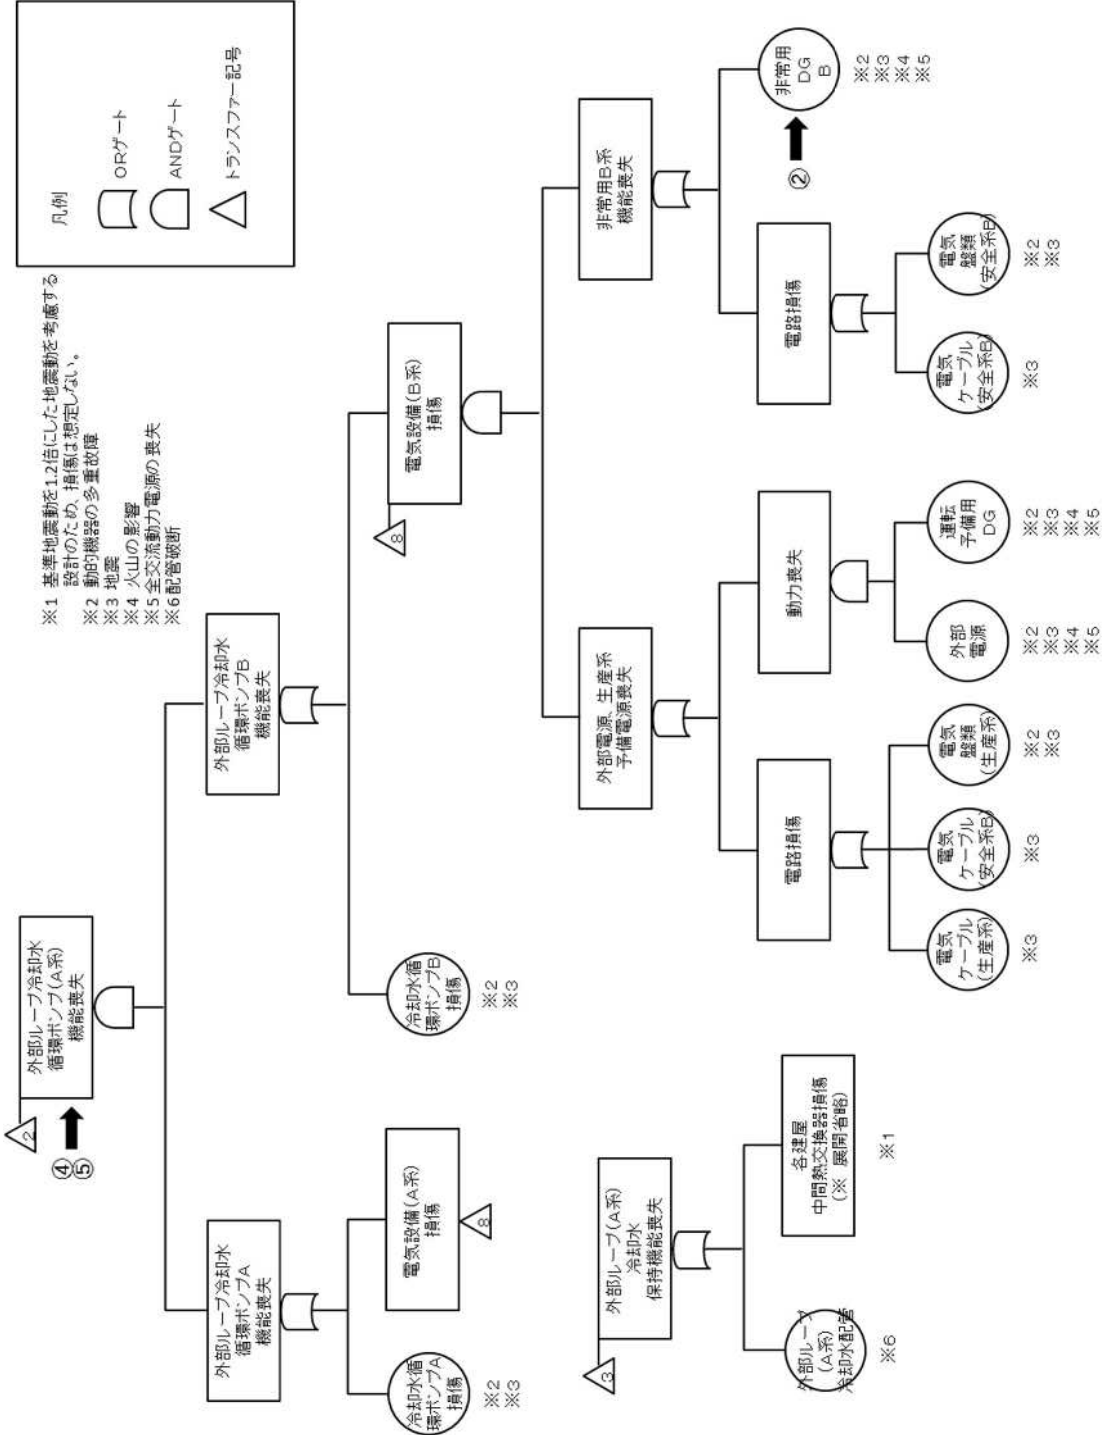 凡例
ORゲート
ANDゲート
トランスファー記号
※1 基準地震動を1.2倍にした地震動を考慮する
設計のため、損傷は想定しない。
※2 動的機器の多重故障
※3 地震
※4 火山の影響
※5 全交流動力電源の喪失
※6 配管破断
2
④
⑤
外部ループ冷却水
循環ポンプ(A系)
機能喪失
外部ループ冷却水
循環ポンプA
機能喪失
外部ループ冷却水
循環ポンプB
機能喪失
冷却水循
環ポンプA
損傷
※2
※3
電気設備(A系)
損傷
8
冷却水循
環ポンプB
損傷
※2
※3
8
電気設備(B系)
損傷
外部電源、生産系
予備電源喪失
非常用B系
機能喪失
電路損傷
動力喪失
電路損傷
②
非常用
DG
B
※2
※3
※4
※5
電気
ケーブル
(生産系)
※3
電気
ケーブル
(安全系B)
※3
電気
盤類
(生産系)
※2
※3
外部
電源
※2
※3
※4
※5
運転
予備用
DG
※2
※3
※4
※5
電気
ケーブル
(安全系B)
※3
電気
盤類
(安全系B)
※2
※3
3
外部ループ(A系)
冷却水
保持機能喪失
外部ループ
(A系)
冷却水配管
※6
各建屋
中間熱交換器損傷
(※ 展開省略)
※1